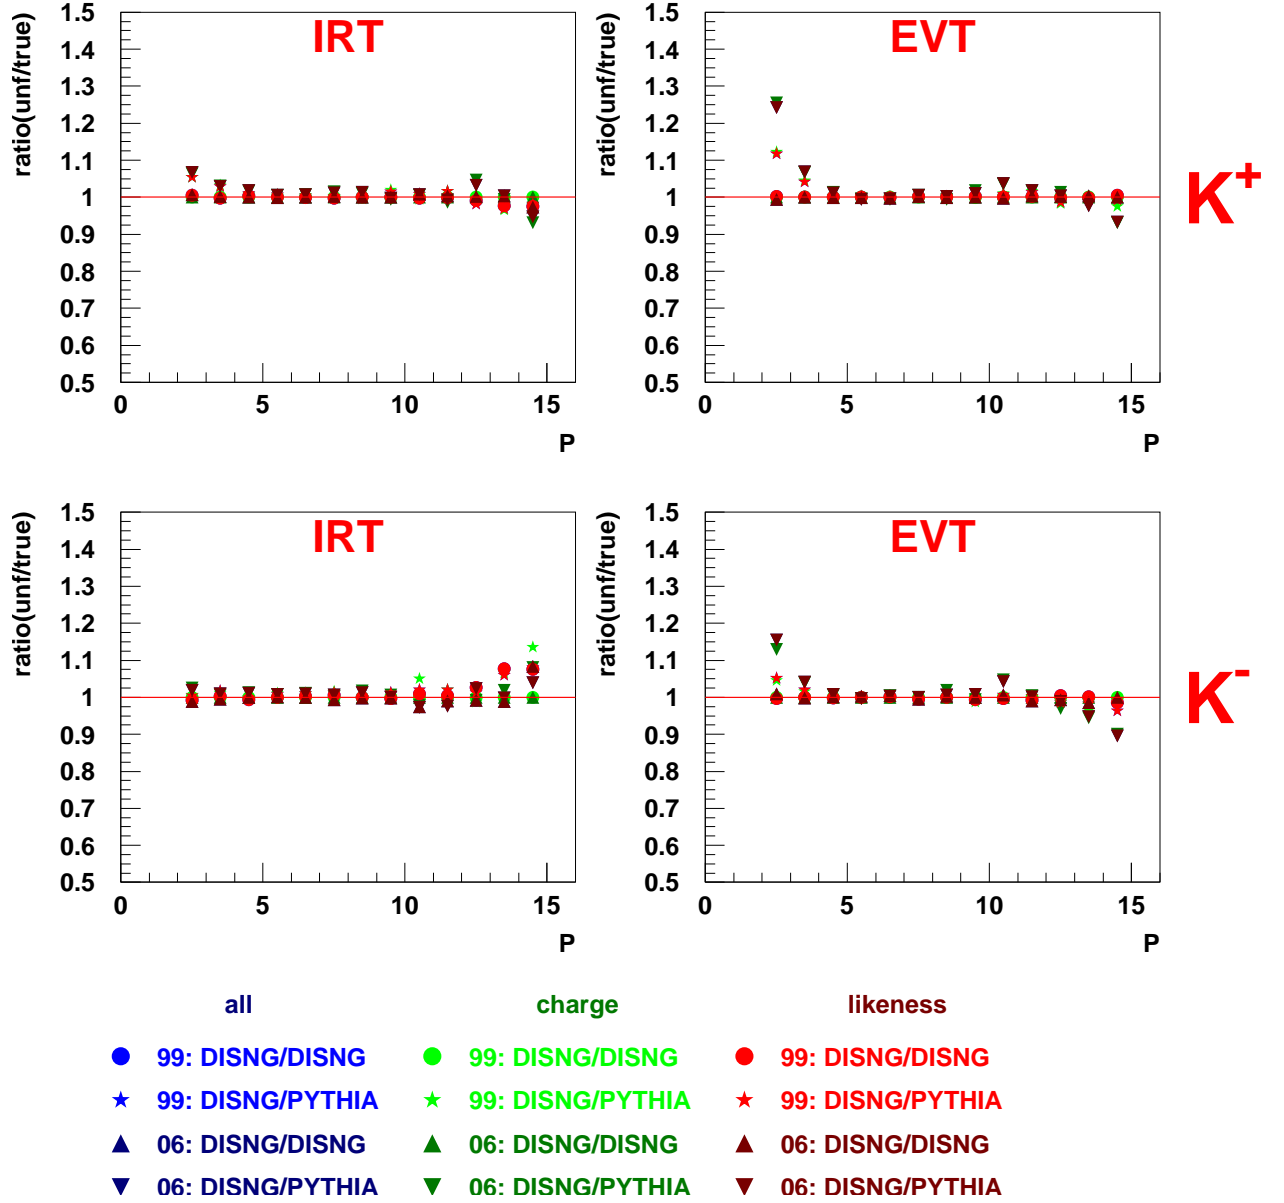 IRT
ratio(unf/true)
1.5
1.4
1.3
1.2
1.1
1
0.9
0.8
0.7
0.6
0.5
0 5 10 15
P
EVT
ratio(unf/true)
1.5
1.4
1.3
1.2
1.1
1
0.9
0.8
0.7
0.6
0.5
0 5 10 15
P
K+
IRT
ratio(unf/true)
1.5
1.4
1.3
1.2
1.1
1
0.9
0.8
0.7
0.6
0.5
0 5 10 15
P
EVT
ratio(unf/true)
1.5
1.4
1.3
1.2
1.1
1
0.9
0.8
0.7
0.6
0.5
0 5 10 15
P
K-
all charge likeness
99: DISNG/DISNG 99: DISNG/DISNG 99: DISNG/DISNG
99: DISNG/PYTHIA 99: DISNG/PYTHIA 99: DISNG/PYTHIA
06: DISNG/DISNG 06: DISNG/DISNG 06: DISNG/DISNG
06: DISNG/PYTHIA 06: DISNG/PYTHIA 06: DISNG/PYTHIA